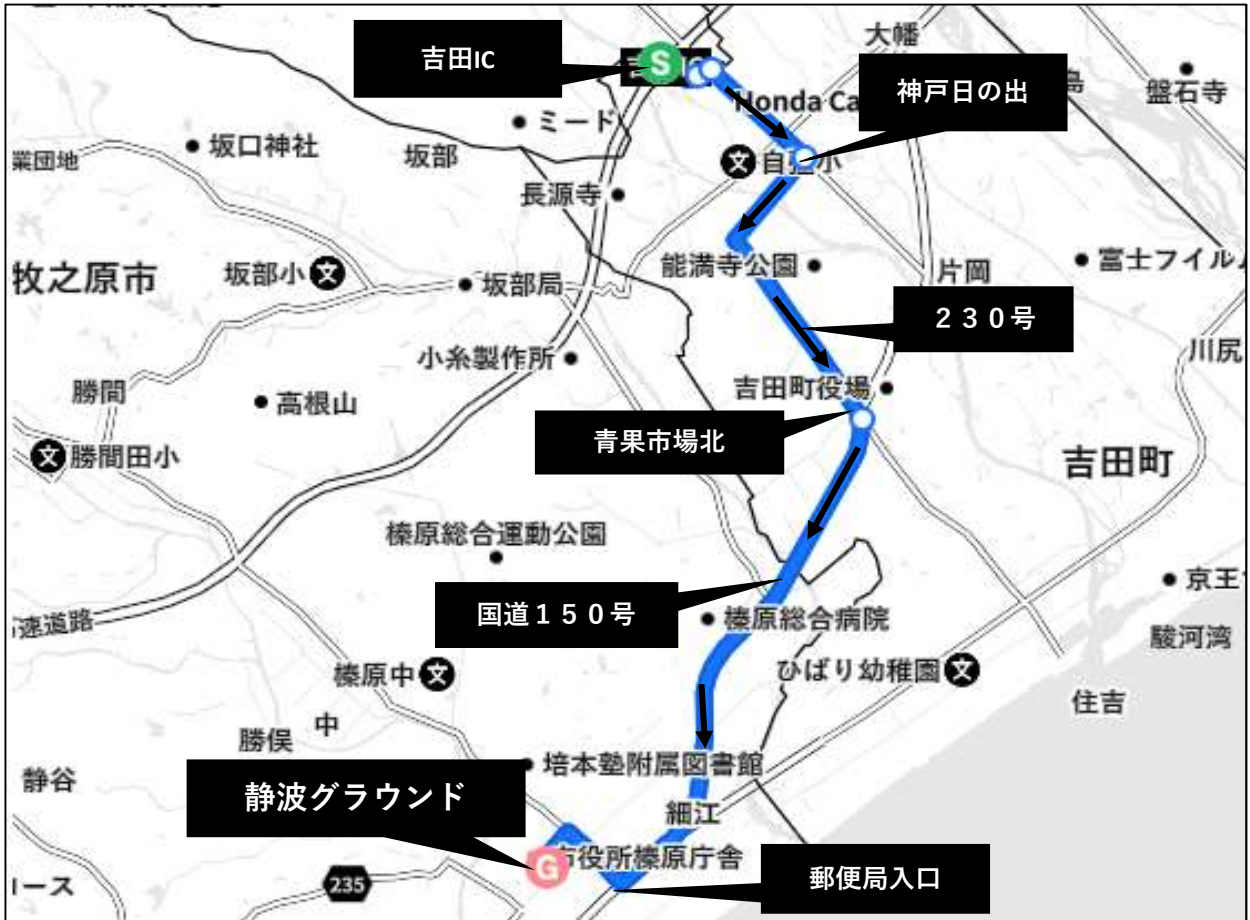 大幡
吉田IC
S
神戸日の出
島
盤石寺
Honda Ca
ミード
坂口神社
坂部
業団地
文
長源寺
能満寺公園
片岡
富士フイルム
牧之原市
坂部小
文
坂部局
２３０号
川尻
小糸製作所
勝間
高根山
吉田町役場
青果市場北
文
勝間田小
吉田町
榛原総合運動公園
京王
国道１５０号
榛原総合病院
速道路
駿河湾
榛原中
文
ひばり幼稚園
文
住吉
中
勝俣
静谷
培本塾附属図書館
静波グラウンド
細江
G
市役所榛原庁舎
郵便局入口
235
コース